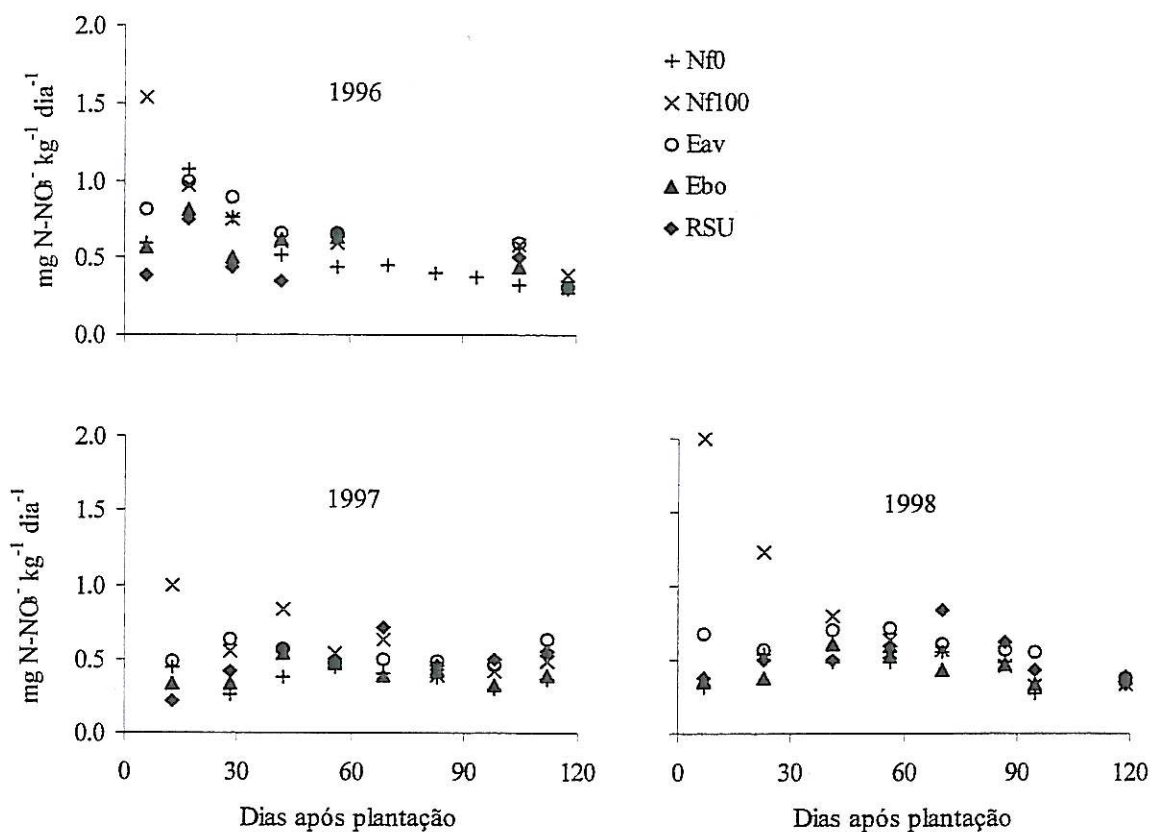 2.0
1.5
1.0
0.5
0.0
mg N-NO₃⁻ kg⁻¹ dia⁻¹
1996
Nf0
Nf100
Eav
Ebo
RSU
2.0
1.5
1.0
0.5
0.0
mg N-NO₃⁻ kg⁻¹ dia⁻¹
1997
0 30 60 90 120
Dias após plantação
1998
0 30 60 90 120
Dias após plantação